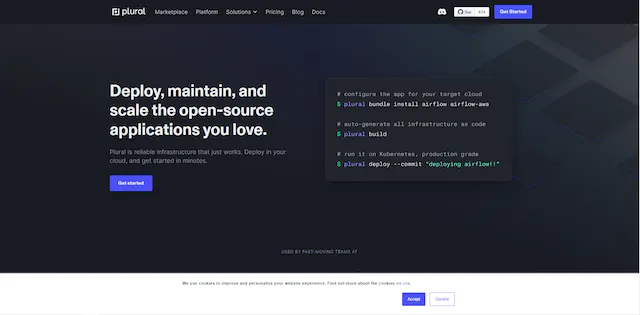 plural
Marketplace
Platform
Solutions
Pricing
Blog
Docs
Star
674
Get Started
Deploy, maintain, and
scale the open-source
applications you love.
Plural is reliable infrastructure that just works. Deploy in your
cloud, and get started in minutes.
Get started
# configure the app for your target cloud
$ plural bundle install airflow airflow-aws
# auto-generate all infrastructure as code
$ plural build
# run it on Kubernetes, production grade
$ plural deploy --commit "deploying airflow!!"
USED BY FAST-MOVING TEAMS AT
We use cookies to improve and personalize your website experience. Find out more about the cookies we use.
Accept
Decline